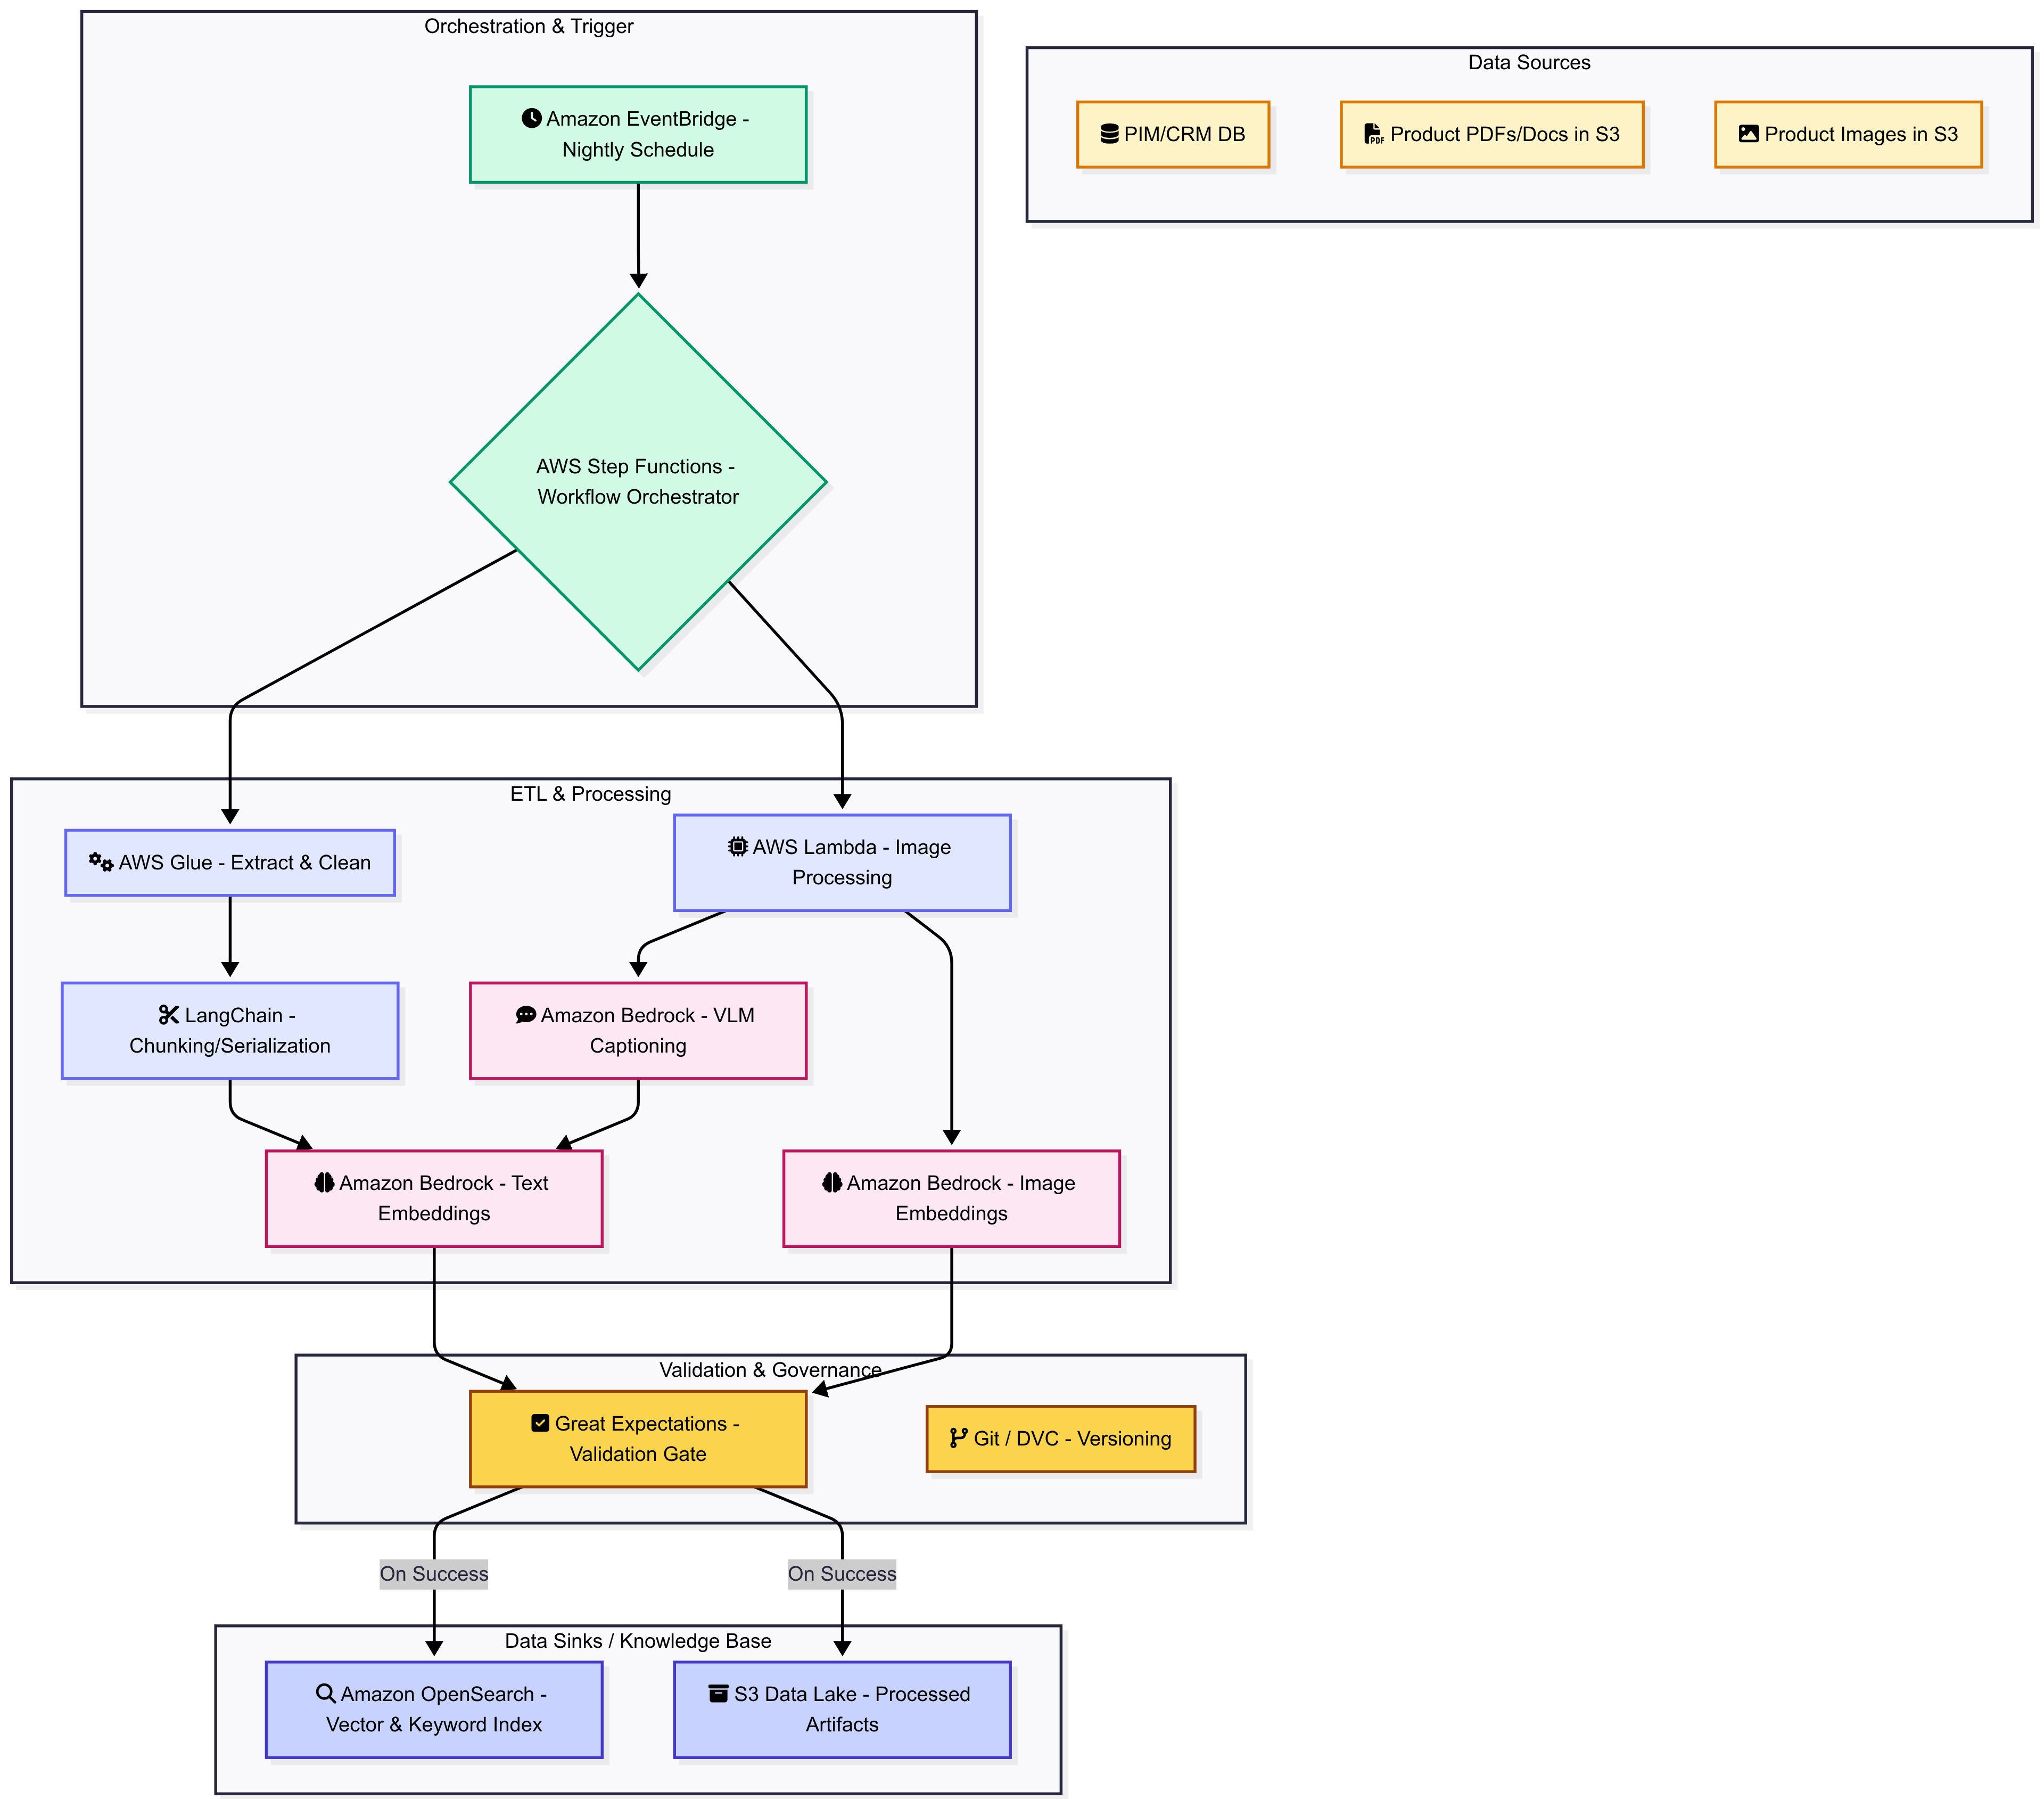 Orchestration & Trigger
Amazon EventBridge -
Nightly Schedule
AWS Step Functions -
Workflow Orchestrator
Data Sources
PIM/CRM DB
PDF
Product PDFs/Docs in S3
Product Images in S3
ETL & Processing
AWS Glue - Extract & Clean
AWS Lambda - Image
Processing
LangChain -
Chunking/Serialization
Amazon Bedrock - VLM
Captioning
Amazon Bedrock - Text
Embeddings
Amazon Bedrock - Image
Embeddings
Validation & Governance
Great Expectations -
Validation Gate
Git / DVC - Versioning
On Success
On Success
Data Sinks / Knowledge Base
Amazon OpenSearch -
Vector & Keyword Index
S3 Data Lake - Processed
Artifacts